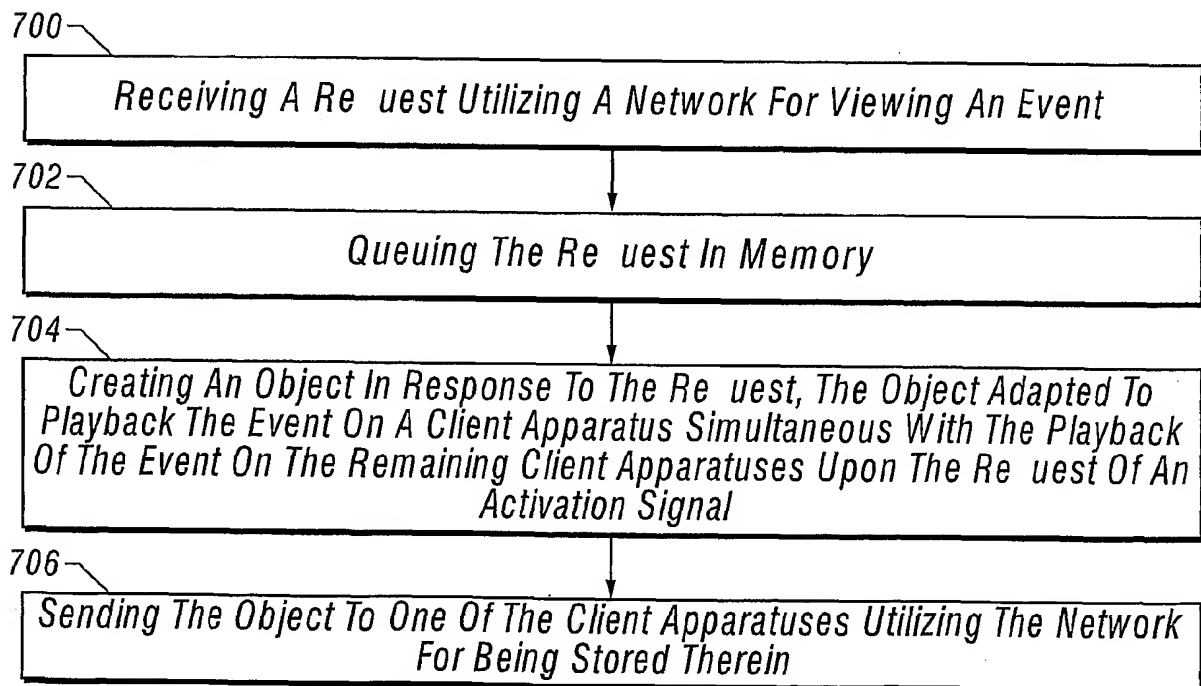 700
Receiving A Re uest Utilizing A Network For Viewing An Event
702
Queuing The Re uest In Memory
704
Creating An Object In Response To The Re uest, The Object Adapted To
Playback The Event On A Client Apparatus Simultaneous With The Playback
Of The Event On The Remaining Client Apparatuses Upon The Re uest Of An
Activation Signal
706
Sending The Object To One Of The Client Apparatuses Utilizing The Network
For Being Stored Therein